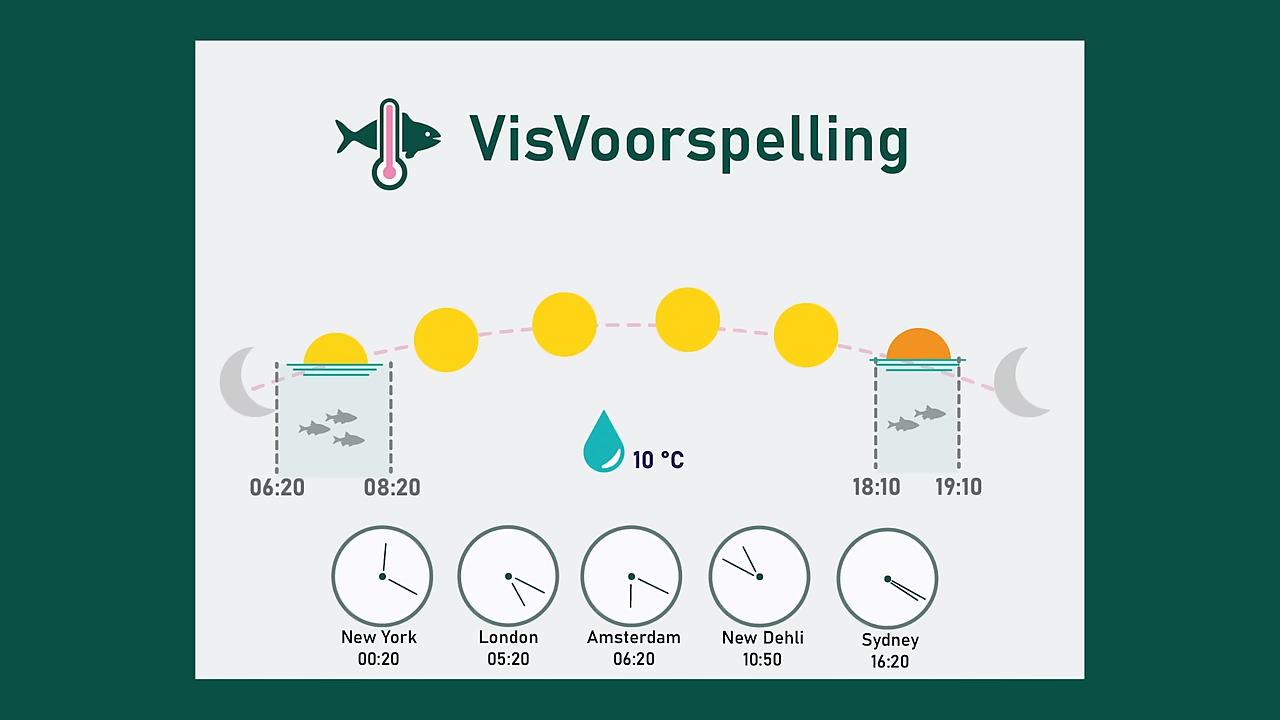 VisVoorspelling
10 °C
06:20 08:20
18:10 19:10
New York
00:20
London
05:20
Amsterdam
06:20
New Dehli
10:50
Sydney
16:20